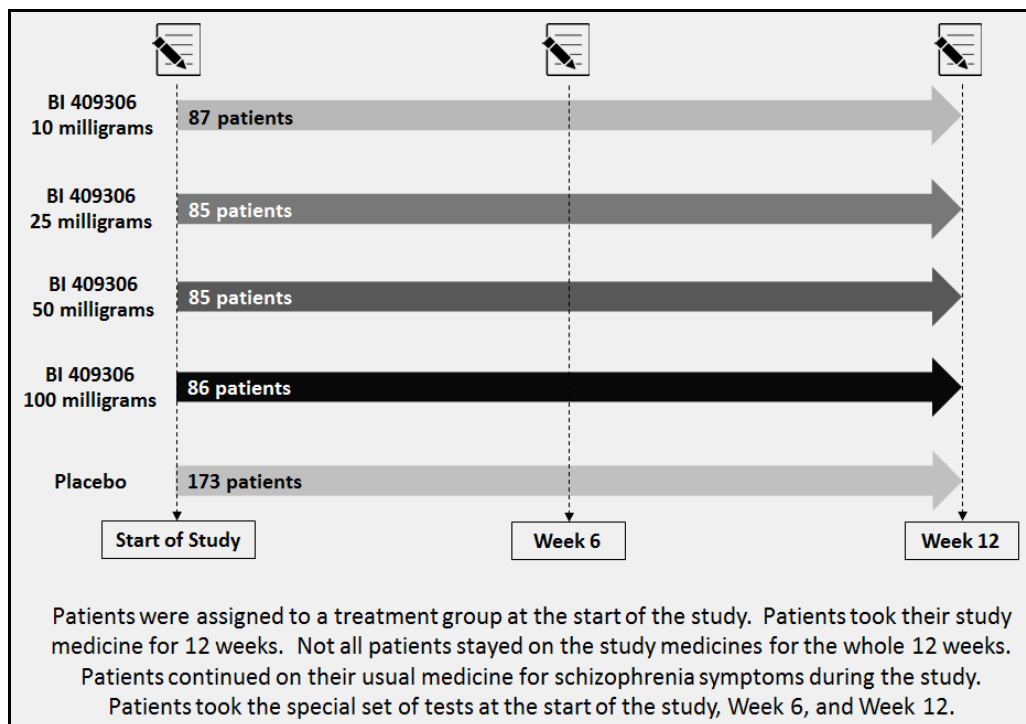 BI 409306
10 milligrams
87 patients
BI 409306
25 milligrams
85 patients
BI 409306
50 milligrams
85 patients
BI 409306
100 milligrams
86 patients
Placebo
173 patients
Start of Study
Week 6
Week 12
Patients were assigned to a treatment group at the start of the study.  Patients took their study
medicine for 12 weeks.  Not all patients stayed on the study medicines for the whole 12 weeks.
Patients continued on their usual medicine for schizophrenia symptoms during the study.
Patients took the special set of tests at the start of the study, Week 6, and Week 12.